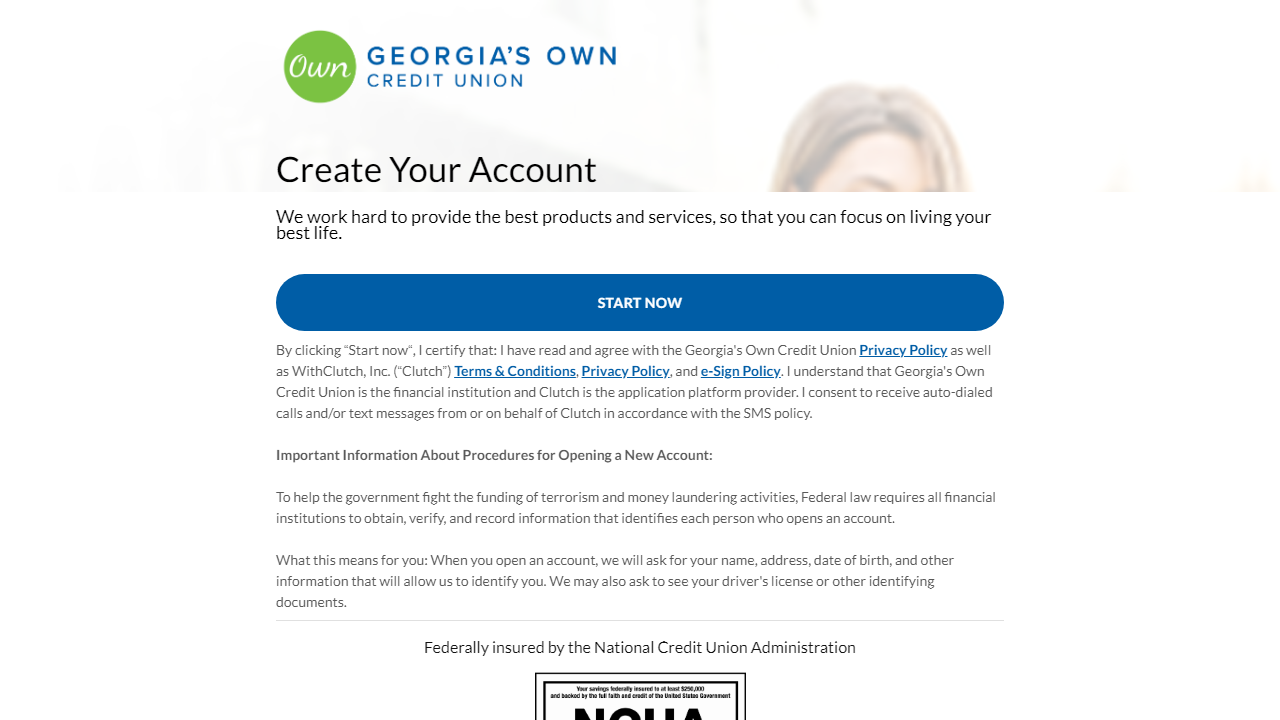 Own
GEORGIA'S OWN
CREDIT UNION
Create Your Account
We work hard to provide the best products and services, so that you can focus on living your
best life.
START NOW
By clicking “Start now“, I certify that: I have read and agree with the Georgia's Own Credit Union Privacy Policy as well
as WithClutch, Inc. (“Clutch”) Terms & Conditions, Privacy Policy, and e-Sign Policy. I understand that Georgia's Own
Credit Union is the financial institution and Clutch is the application platform provider. I consent to receive auto-dialed
calls and/or text messages from or on behalf of Clutch in accordance with the SMS policy.
Important Information About Procedures for Opening a New Account:
To help the government fight the funding of terrorism and money laundering activities, Federal law requires all financial
institutions to obtain, verify, and record information that identifies each person who opens an account.
What this means for you: When you open an account, we will ask for your name, address, date of birth, and other
information that will allow us to identify you. We may also ask to see your driver's license or other identifying
documents.
Federally insured by the National Credit Union Administration
Your savings federally insured to at least $250,000
and backed by the full faith and credit of the United States Government
NCUA